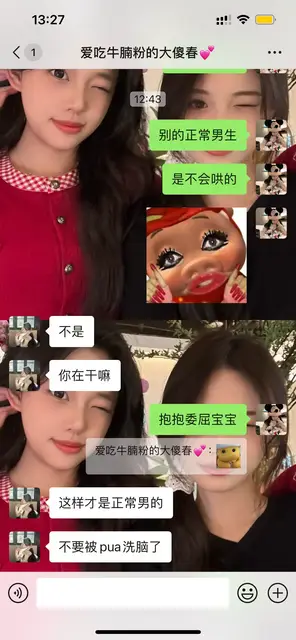 13:27
1
爱吃牛腩粉的大傻春💕
12:43
别的正常男生
是不会哄的
不是
你在干嘛
抱抱委屈宝宝
爱吃牛腩粉的大傻春💕：
这样才是正常男的
不要被pua洗脑了